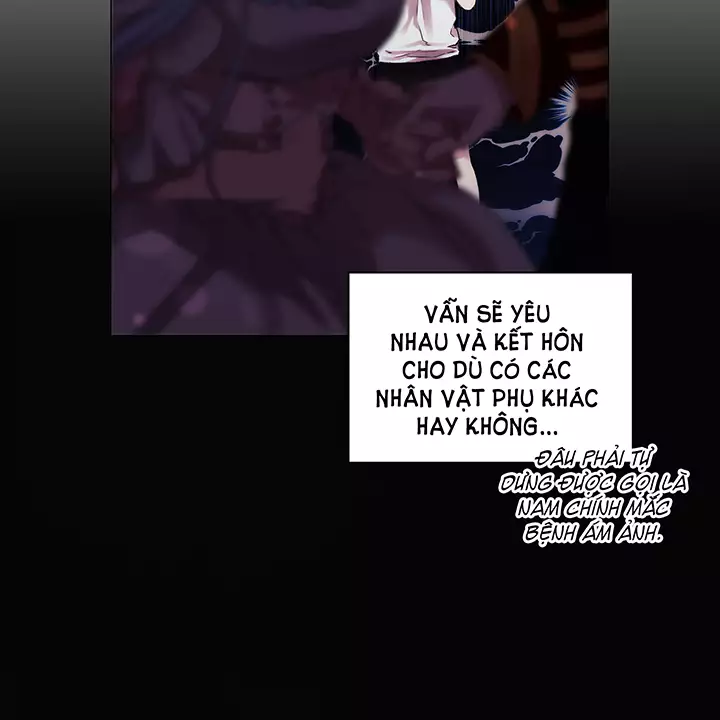 VẪN SẼ YÊU
NHAU VÀ KẾT HÔN
CHO DÙ CÓ CÁC
NHÂN VẬT PHỤ KHÁC
HAY KHÔNG...
ĐÂU PHẢI TỰ
DƯNG ĐƯỢC GỌI LÀ
NAM CHÍNH MẮC
BỆNH ÁM ẢNH.